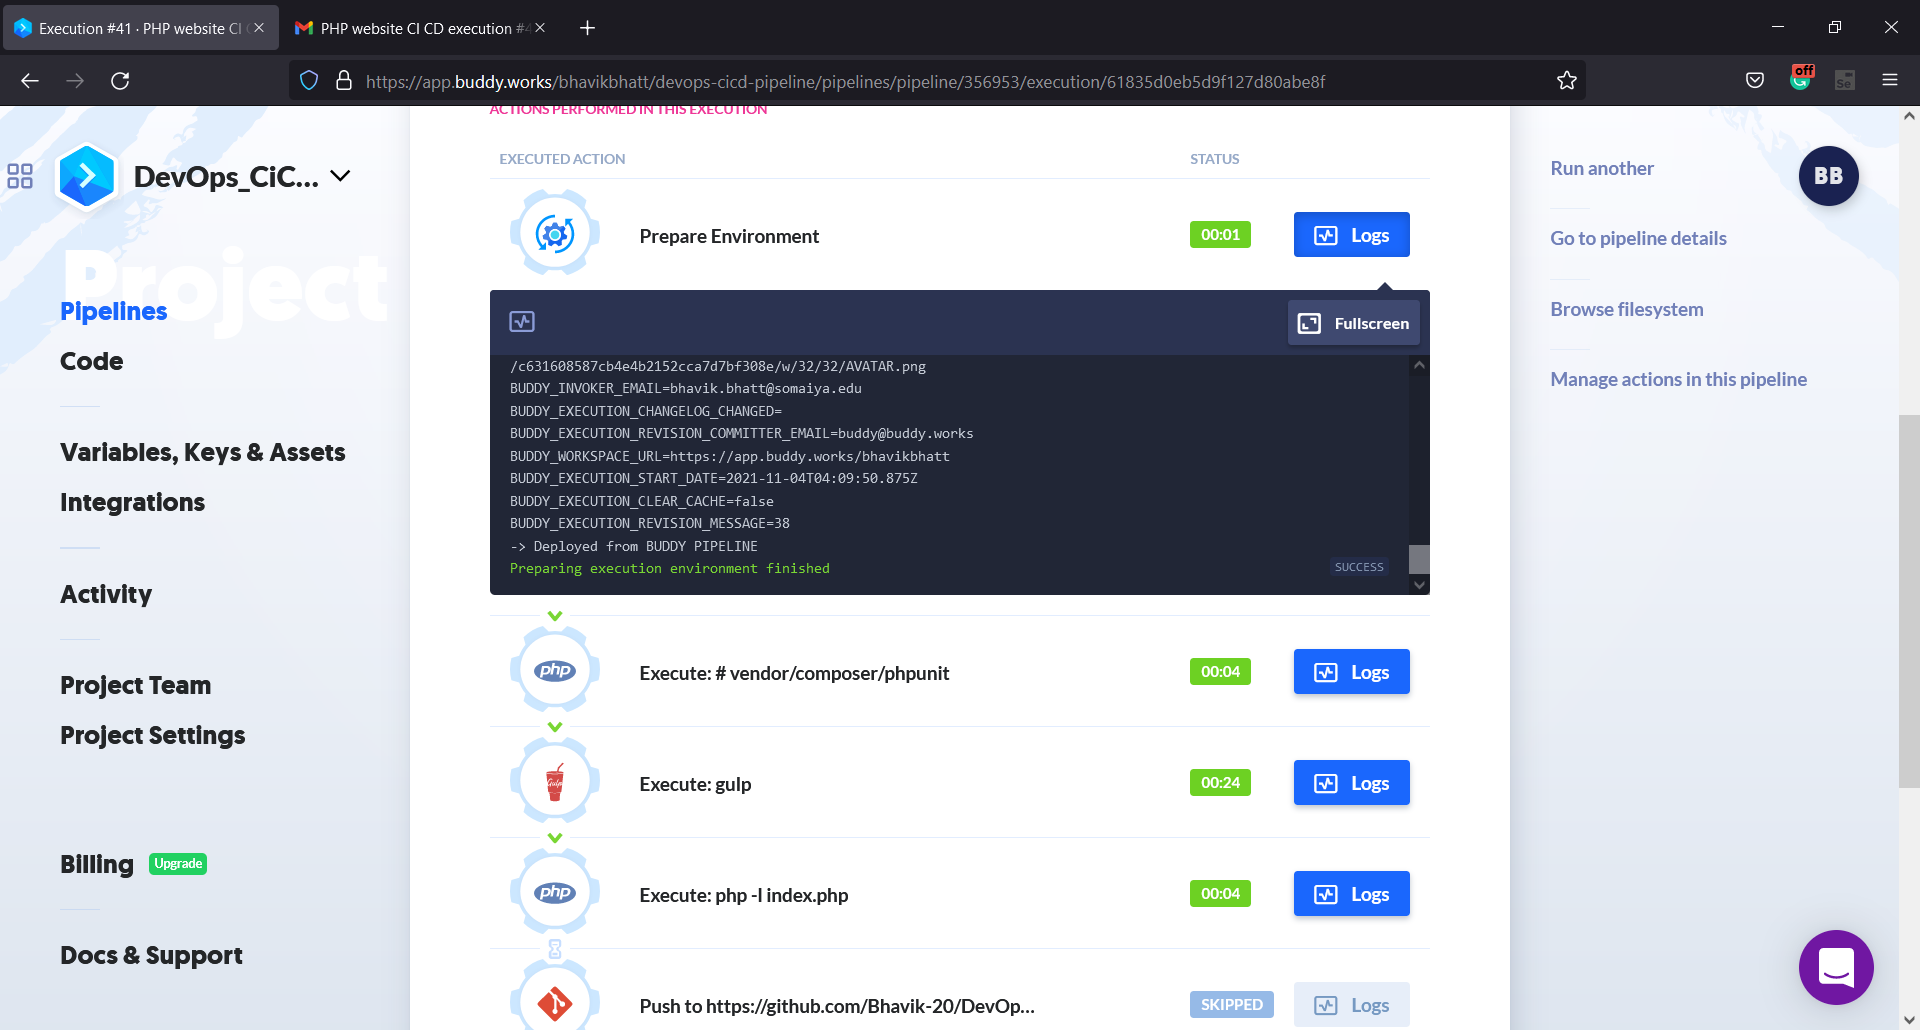 Execution #41 · PHP website CI
PHP website CI CD execution #4
https://app.buddy.works/bhavikbhatt/devops-cicd-pipeline/pipelines/pipeline/356953/execution/61835d0eb5d9f127d80abe8f
off
Se
DevOps_CiC...
Project
Pipelines
Code
Variables, Keys & Assets
Integrations
Activity
Project Team
Project Settings
Billing Upgrade
Docs & Support
ACTIONS PERFORMED IN THIS EXECUTION
EXECUTED ACTION STATUS
Prepare Environment 00:01 Logs
Fullscreen
/c631608587cb4e4b2152cca7d7bf308e/w/32/32/AVATAR.png
BUDDY_INVOKER_EMAIL=bhavik.bhatt@somaiya.edu
BUDDY_EXECUTION_CHANGELOG_CHANGED=
BUDDY_EXECUTION_REVISION_COMMITTER_EMAIL=buddy@buddy.works
BUDDY_WORKSPACE_URL=https://app.buddy.works/bhavikbhatt
BUDDY_EXECUTION_START_DATE=2021-11-04T04:09:50.875Z
BUDDY_EXECUTION_CLEAR_CACHE=false
BUDDY_EXECUTION_REVISION_MESSAGE=38
-> Deployed from BUDDY PIPELINE
Preparing execution environment finished
SUCCESS
php
Execute: # vendor/composer/phpunit 00:04 Logs
Gulp
Execute: gulp 00:24 Logs
php
Execute: php -l index.php 00:04 Logs
Push to https://github.com/Bhavik-20/DevOp... SKIPPED Logs
Run another
BB
Go to pipeline details
Browse filesystem
Manage actions in this pipeline